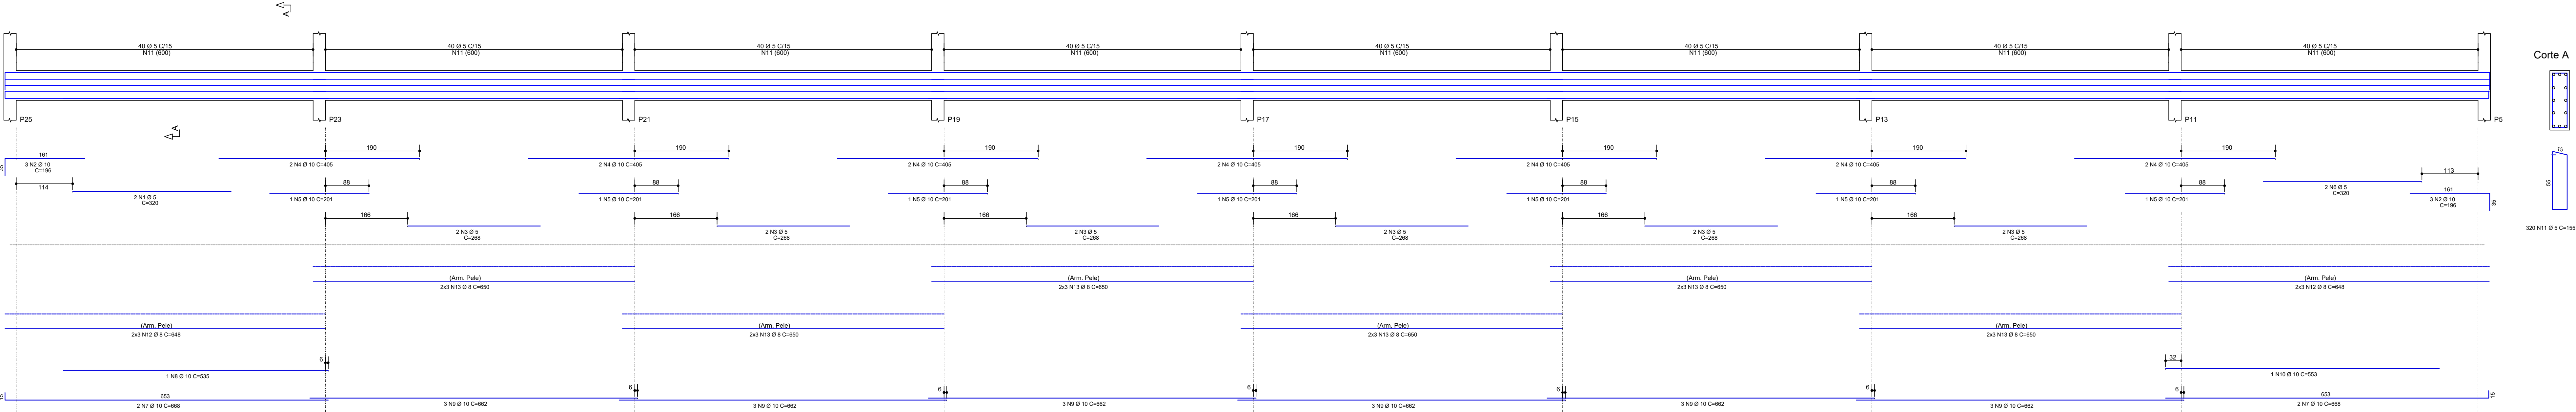 A
40 Ø 5 C/15
N11 (600)
40 Ø 5 C/15
N11 (600)
40 Ø 5 C/15
N11 (600)
40 Ø 5 C/15
N11 (600)
40 Ø 5 C/15
N11 (600)
40 Ø 5 C/15
N11 (600)
40 Ø 5 C/15
N11 (600)
40 Ø 5 C/15
N11 (600)
Corte A
P25
P23
P21
P19
P17
P15
P13
P11
P5
A
161
35
3 N2 Ø 10
C=196
190
2 N4 Ø 10 C=405
190
2 N4 Ø 10 C=405
190
2 N4 Ø 10 C=405
190
2 N4 Ø 10 C=405
190
2 N4 Ø 10 C=405
190
2 N4 Ø 10 C=405
190
2 N4 Ø 10 C=405
15
55
114
2 N1 Ø 5
C=320
88
1 N5 Ø 10 C=201
88
1 N5 Ø 10 C=201
88
1 N5 Ø 10 C=201
88
1 N5 Ø 10 C=201
88
1 N5 Ø 10 C=201
88
1 N5 Ø 10 C=201
88
1 N5 Ø 10 C=201
113
2 N6 Ø 5
C=320
161
35
3 N2 Ø 10
C=196
166
2 N3 Ø 5
C=268
166
2 N3 Ø 5
C=268
166
2 N3 Ø 5
C=268
166
2 N3 Ø 5
C=268
166
2 N3 Ø 5
C=268
166
2 N3 Ø 5
C=268
320 N11 Ø 5 C=155
(Arm. Pele)
2x3 N13 Ø 8 C=650
(Arm. Pele)
2x3 N13 Ø 8 C=650
(Arm. Pele)
2x3 N13 Ø 8 C=650
(Arm. Pele)
2x3 N12 Ø 8 C=648
(Arm. Pele)
2x3 N12 Ø 8 C=648
(Arm. Pele)
2x3 N13 Ø 8 C=650
(Arm. Pele)
2x3 N13 Ø 8 C=650
(Arm. Pele)
2x3 N13 Ø 8 C=650
6
1 N8 Ø 10 C=535
32
1 N10 Ø 10 C=553
15
653
2 N7 Ø 10 C=668
3 N9 Ø 10 C=662
6
3 N9 Ø 10 C=662
6
3 N9 Ø 10 C=662
6
3 N9 Ø 10 C=662
6
3 N9 Ø 10 C=662
6
3 N9 Ø 10 C=662
6
653
15
2 N7 Ø 10 C=668